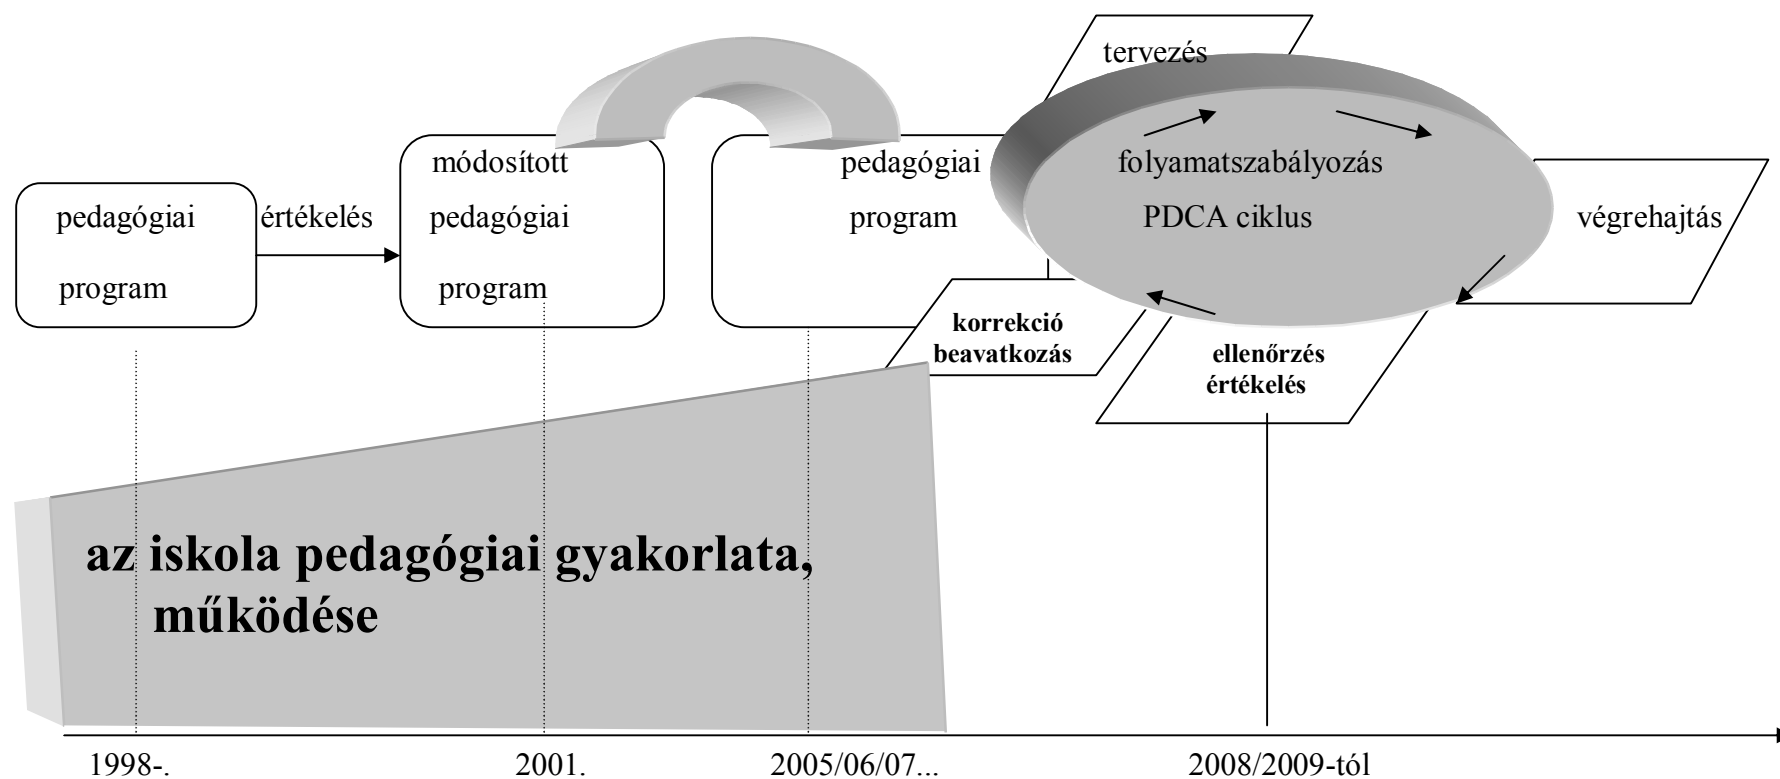 tervezés
módosított
pedagógiai
program
pedagógiai
program
értékelés
pedagógiai
program
folyamatszabályozás
PDCA ciklus
végrehajtás
korrekció
beavatkozás
ellenőrzés
értékelés
az iskola pedagógiai gyakorlata,
működése
1998-.
2001.
2005/06/07...
2008/2009-tól